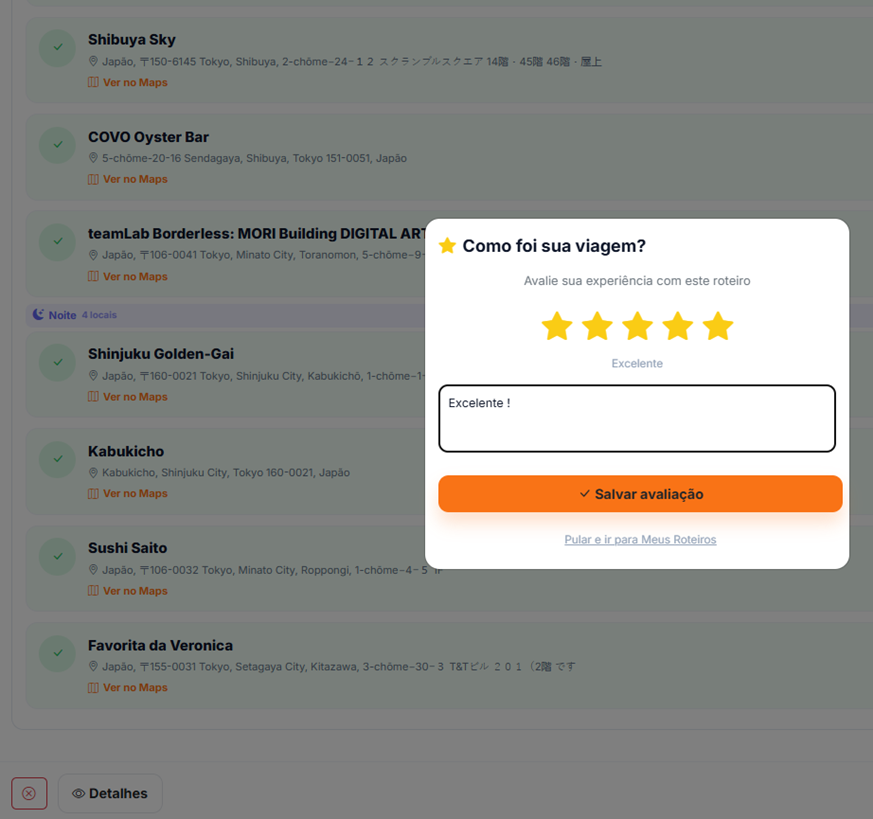 Shibuya Sky
Japão, 〒150-6145 Tokyo, Shibuya, 2-chōme−24−１２ スクランブルスクエア 14階・45階 46階・屋上
Ver no Maps
COVO Oyster Bar
5-chōme-20-16 Sendagaya, Shibuya, Tokyo 151-0051, Japão
Ver no Maps
teamLab Borderless: MORI Building DIGITAL ART
Japão, 〒106-0041 Tokyo, Minato City, Toranomon, 5-chōme−9−
Ver no Maps
Noite 4 locais
Shinjuku Golden-Gai
Japão, 〒160-0021 Tokyo, Shinjuku City, Kabukichō, 1-chōme−1−
Ver no Maps
Kabukicho
Kabukicho, Shinjuku City, Tokyo 160-0021, Japão
Ver no Maps
Sushi Saito
Japão, 〒106-0032 Tokyo, Minato City, Roppongi, 1-chōme−4−５
Ver no Maps
Favorita da Veronica
Japão, 〒155-0031 Tokyo, Setagaya City, Kitazawa, 3-chōme−30−３ T&Tビル ２０１（2階 です
Ver no Maps
Detalhes
Como foi sua viagem?
Avalie sua experiência com este roteiro
Excelente
Excelente !
Salvar avaliação
Pular e ir para Meus Roteiros